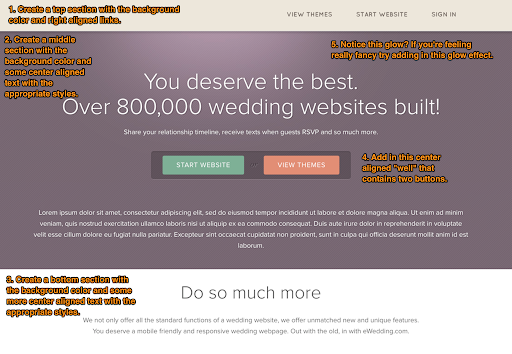 1. Create a top section with the background
color and right aligned links.
VIEW THEMES START WEBSITE SIGN IN
2. Create a middle
section with the
background color and
some center aligned
text with the
appropriate styles.
5. Notice this glow? If you're feeling
really fancy try adding in this glow effect.
You deserve the best.
Over 800,000 wedding websites built!
Share your relationship timeline, receive texts when guests RSVP and so much more.
START WEBSITE or VIEW THEMES
4. Add in this center
aligned "well" that
contains two buttons.
Lorem ipsum dolor sit amet, consectetur adipiscing elit, sed do eiusmod tempor incididunt ut labore et dolore magna aliqua. Ut enim ad minim
veniam, quis nostrud exercitation ullamco laboris nisi ut aliquip ex ea commodo consequat. Duis aute irure dolor in reprehenderit in voluptate
velit esse cillum dolore eu fugiat nulla pariatur. Excepteur sint occaecat cupidatat non proident, sunt in culpa qui officia deserunt mollit anim id est
laborum.
3. Create a bottom section with
the background color and some
more center aligned text with the
appropriate styles.
Do so much more
We not only offer all the standard functions of a wedding website, we offer unmatched new and unique features.
You deserve a mobile friendly and responsive wedding webpage. Out with the old, in with eWedding.com.